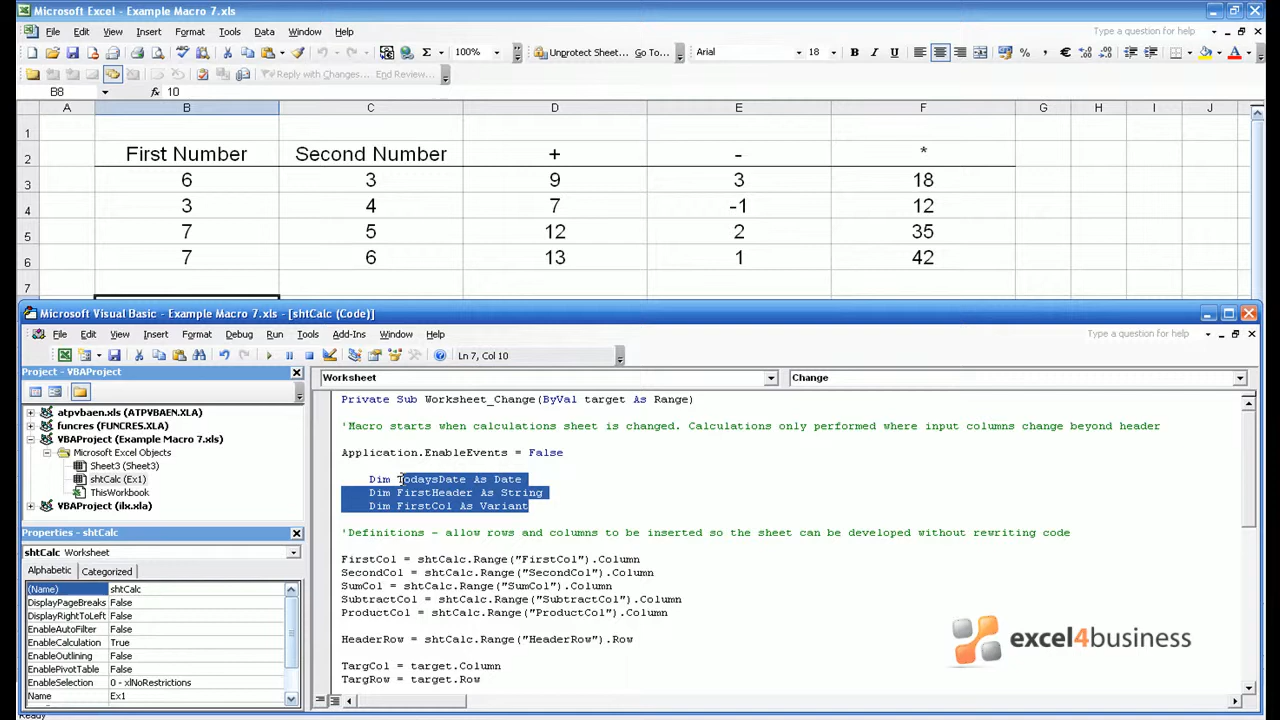 Microsoft Excel - Example Macro 7.xls
File Edit View Insert Format Tools Data Window Help
Type a question for help
100% Unprotect Sheet... Go To... Arial 18 B I U
Reply with Changes... End Review...
B8 fx 10
A B C D E F G H I J
1
2 First Number Second Number + - *
3 6 3 9 3 18
4 3 4 7 -1 12
5 7 5 12 2 35
6 7 6 13 1 42
7
Microsoft Visual Basic - Example Macro 7.xls - [shtCalc (Code)]
File Edit View Insert Format Debug Run Tools Add-Ins Window Help
Type a question for help
Ln 7, Col 10
Project - VBAProject
atpvbaen.xls (ATPVBAEN.XLA)
funcres (FUNCRES.XLA)
VBAProject (Example Macro 7.xls)
Microsoft Excel Objects
Sheet3 (Sheet3)
shtCalc (Ex1)
ThisWorkbook
VBAProject (ilx.xla)
Properties - shtCalc
shtCalc Worksheet
Alphabetic Categorized
(Name) shtCalc
DisplayPageBreaks False
DisplayRightToLeft False
EnableAutoFilter False
EnableCalculation True
EnableOutlining False
EnablePivotTable False
EnableSelection 0 - xlNoRestrictions
Name Ex1
Worksheet Change
Private Sub Worksheet_Change(ByVal target As Range)
'Macro starts when calculations sheet is changed. Calculations only performed where input columns change beyond header
Application.EnableEvents = False
Dim TodaysDate As Date
Dim FirstHeader As String
Dim FirstCol As Variant
'Definitions - allow rows and columns to be inserted so the sheet can be developed without rewriting code
FirstCol = shtCalc.Range("FirstCol").Column
SecondCol = shtCalc.Range("SecondCol").Column
SumCol = shtCalc.Range("SumCol").Column
SubtractCol = shtCalc.Range("SubtractCol").Column
ProductCol = shtCalc.Range("ProductCol").Column
HeaderRow = shtCalc.Range("HeaderRow").Row
TargCol = target.Column
TargRow = target.Row
excel4business
Ready